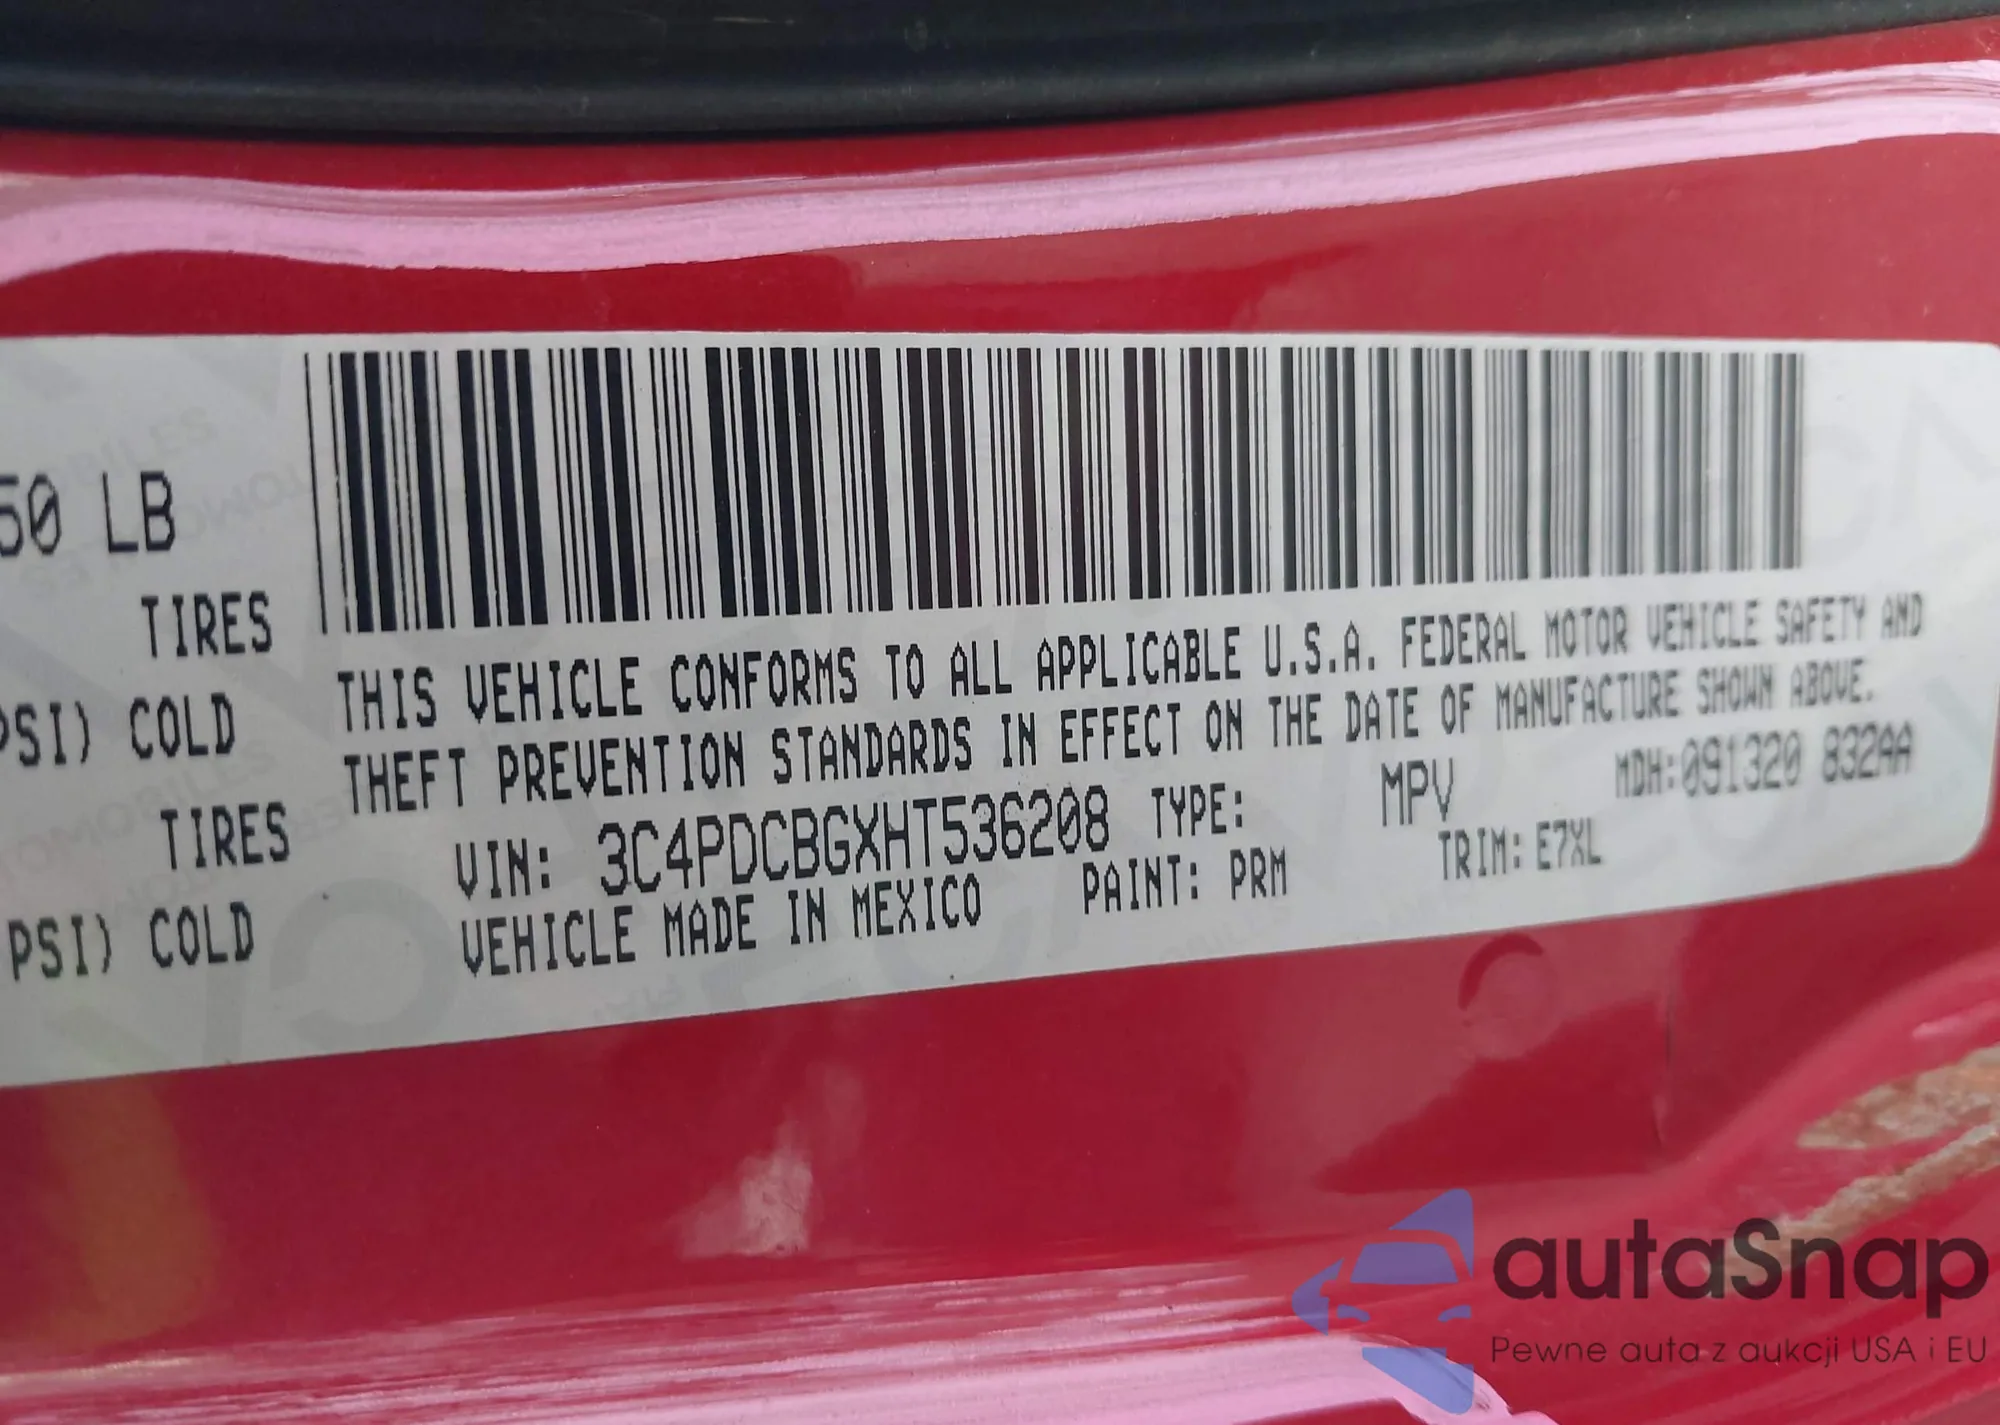 50 LB
TIRES
PSI) COLD
TIRES
PSI) COLD
THIS VEHICLE CONFORMS TO ALL APPLICABLE U.S.A. FEDERAL MOTOR VEHICLE SAFETY AND
THEFT PREVENTION STANDARDS IN EFFECT ON THE DATE OF MANUFACTURE SHOWN ABOVE.
MDH:091320 832AA
VIN: 3C4PDCBGXHT536208 TYPE: MPV
VEHICLE MADE IN MEXICO PAINT: PRM TRIM: E7XL
autaSnap
Pewne auta z aukcji USA i EU